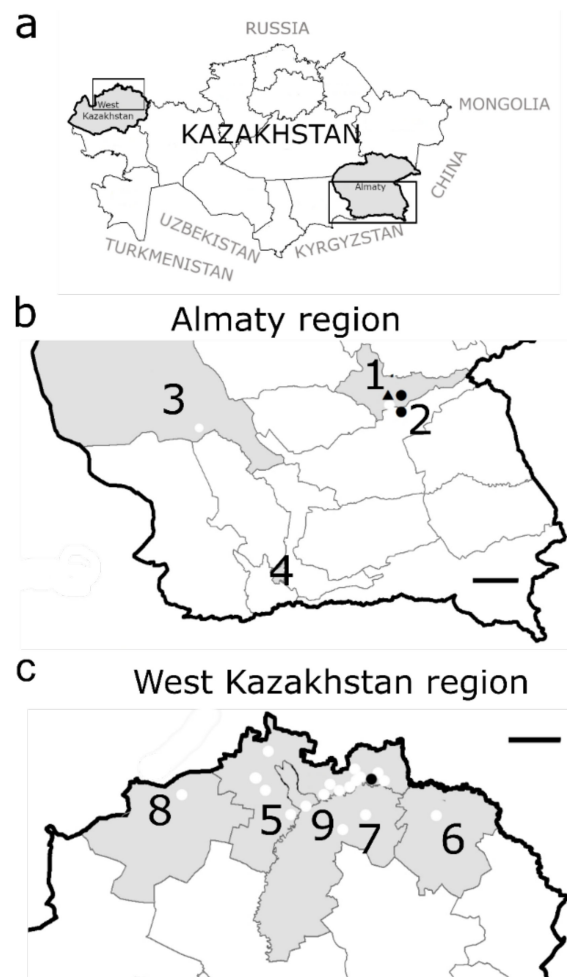 a
RUSSIA
MONGOLIA
West
Kazakhstan
KAZAKHSTAN
Almaty
CHINA
UZBEKISTAN
KYRGYZSTAN
TURKMENISTAN
b
Almaty region
1
3
2
4
c
West Kazakhstan region
8
5
9
7
6